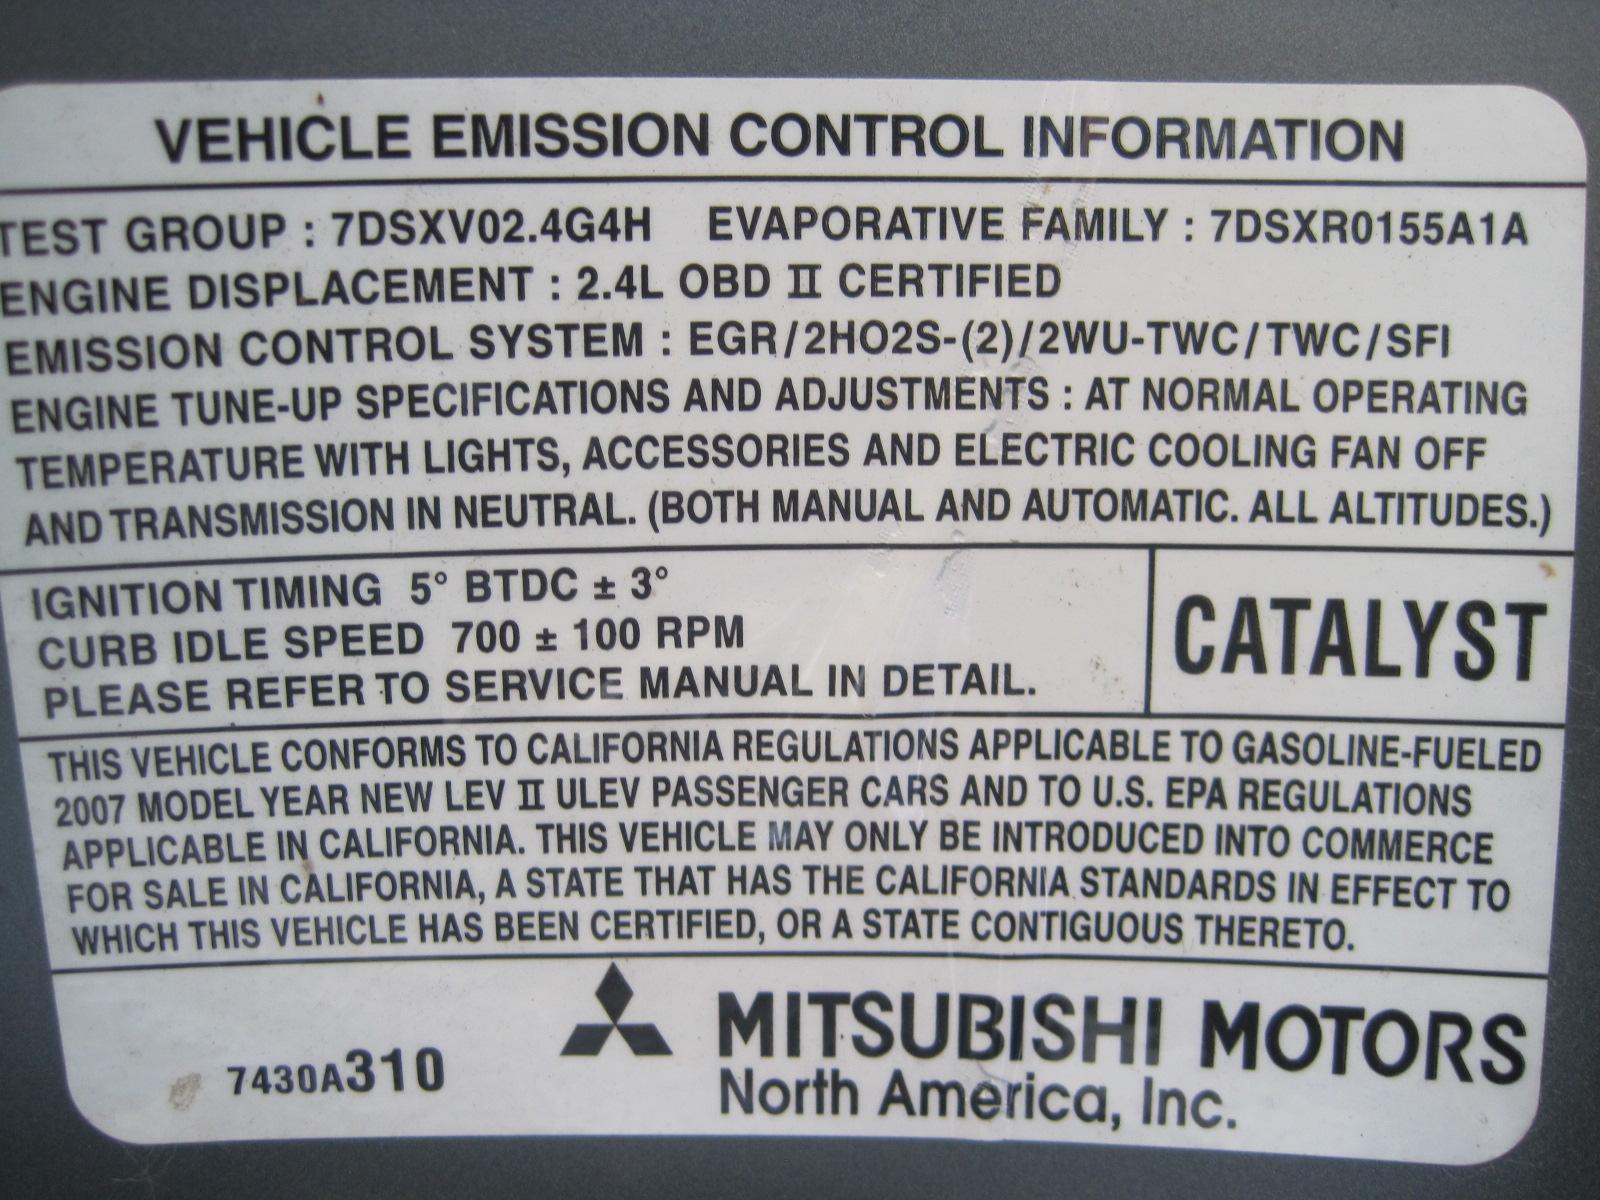 VEHICLE EMISSION CONTROL INFORMATION
TEST GROUP : 7DSXV02.4G4H EVAPORATIVE FAMILY : 7DSXR0155A1A
ENGINE DISPLACEMENT : 2.4L OBD II CERTIFIED
EMISSION CONTROL SYSTEM : EGR/2HO2S-(2)/2WU-TWC/TWC/SFI
ENGINE TUNE-UP SPECIFICATIONS AND ADJUSTMENTS : AT NORMAL OPERATING
TEMPERATURE WITH LIGHTS, ACCESSORIES AND ELECTRIC COOLING FAN OFF
AND TRANSMISSION IN NEUTRAL. (BOTH MANUAL AND AUTOMATIC. ALL ALTITUDES.)
IGNITION TIMING 5° BTDC ± 3°
CURB IDLE SPEED 700 ± 100 RPM
PLEASE REFER TO SERVICE MANUAL IN DETAIL.
CATALYST
THIS VEHICLE CONFORMS TO CALIFORNIA REGULATIONS APPLICABLE TO GASOLINE-FUELED
2007 MODEL YEAR NEW LEV II ULEV PASSENGER CARS AND TO U.S. EPA REGULATIONS
APPLICABLE IN CALIFORNIA. THIS VEHICLE MAY ONLY BE INTRODUCED INTO COMMERCE
FOR SALE IN CALIFORNIA, A STATE THAT HAS THE CALIFORNIA STANDARDS IN EFFECT TO
WHICH THIS VEHICLE HAS BEEN CERTIFIED, OR A STATE CONTIGUOUS THERETO.
7430A310
MITSUBISHI MOTORS
North America, Inc.